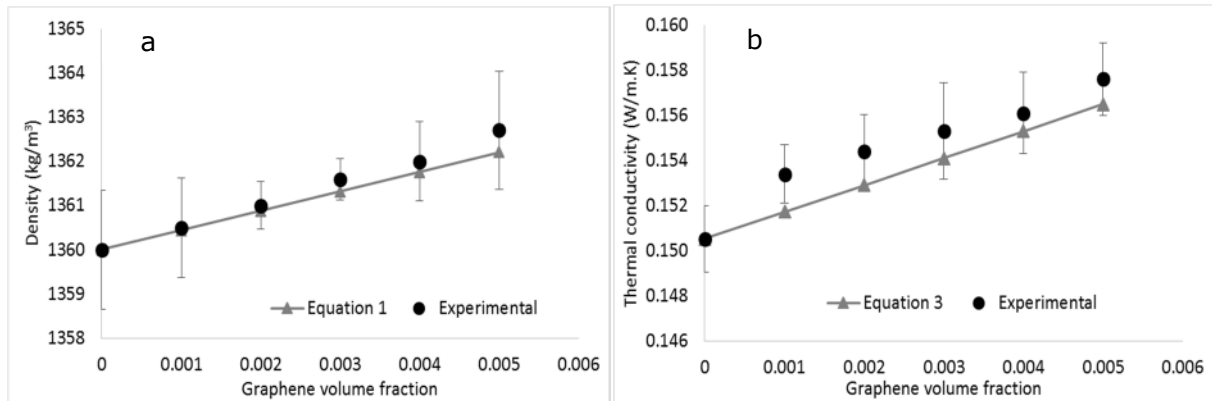 a
1365
1364
1363
1362
1361
1360
1359
1358
Density (kg/m³)
Equation 1
Experimental
0 0.001 0.002 0.003 0.004 0.005 0.006
Graphene volume fraction
b
0.160
0.158
0.156
0.154
0.152
0.150
0.148
0.146
Thermal conductivity (W/m.K)
Equation 3
Experimental
0 0.001 0.002 0.003 0.004 0.005 0.006
Graphene volume fraction